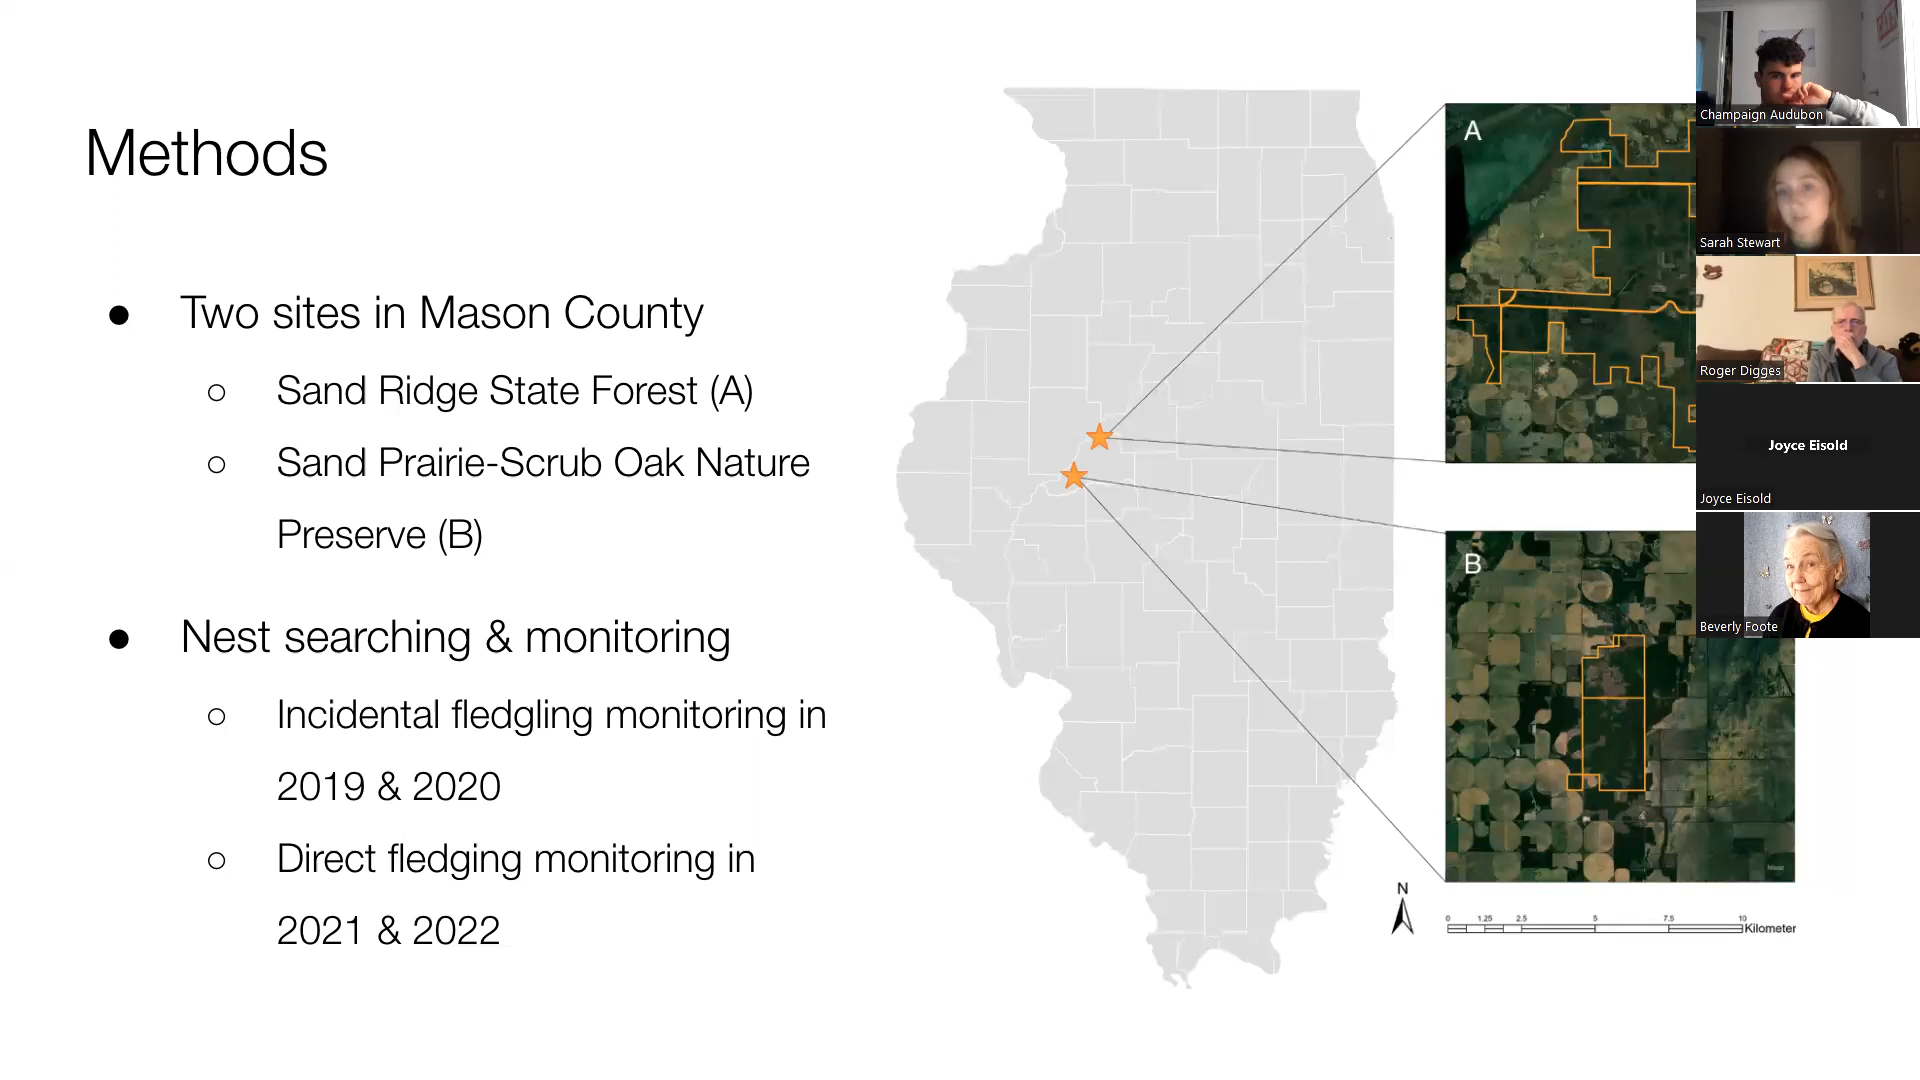 Methods
● Two sites in Mason County
○ Sand Ridge State Forest (A)
○ Sand Prairie-Scrub Oak Nature
Preserve (B)
● Nest searching & monitoring
○ Incidental fledgling monitoring in
2019 & 2020
○ Direct fledging monitoring in
2021 & 2022
A
B
N
0 1.25 2.5 5 7.5 10
Kilometer
Champaign Audubon
Sarah Stewart
Roger Digges
Joyce Eisold
Joyce Eisold
Beverly Foote